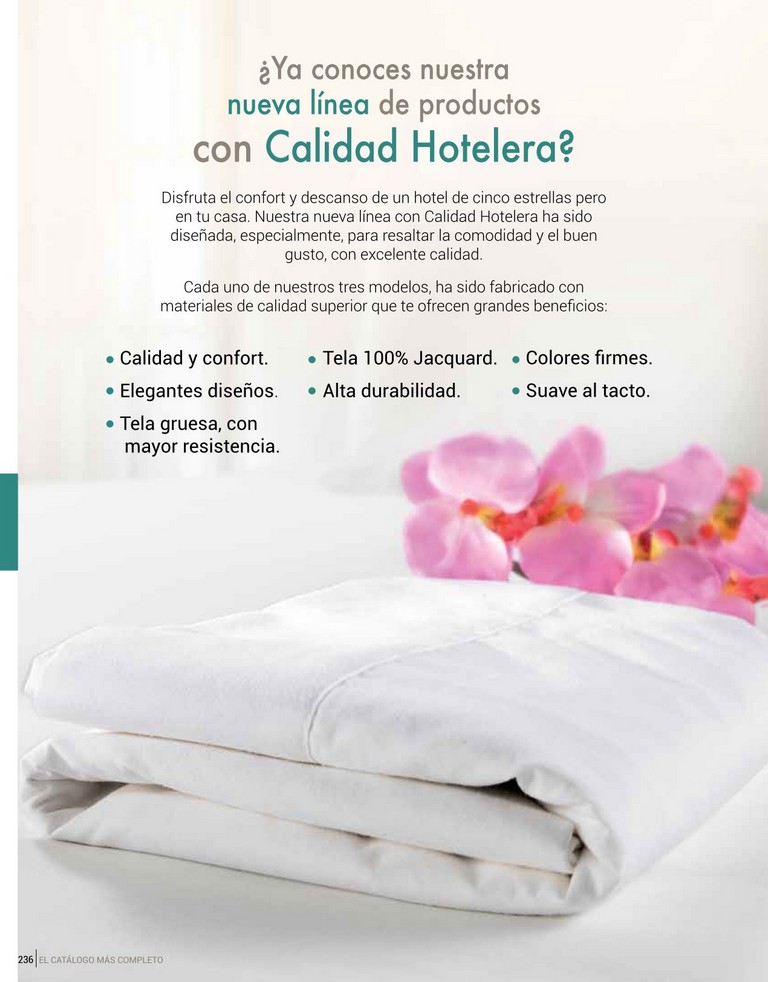 ¿Ya conoces nuestra
nueva línea de productos
con Calidad Hotelera?
Disfruta el confort y descanso de un hotel de cinco estrellas pero
en tu casa. Nuestra nueva línea con Calidad Hotelera ha sido
diseñada, especialmente, para resaltar la comodidad y el buen
gusto, con excelente calidad.
Cada uno de nuestros tres modelos, ha sido fabricado con
materiales de calidad superior que te ofrecen grandes beneficios:
• Calidad y confort.
• Elegantes diseños.
• Tela gruesa, con
mayor resistencia.
• Tela 100% Jacquard.
• Alta durabilidad.
• Colores firmes.
• Suave al tacto.
236 | EL CATÁLOGO MÁS COMPLETO